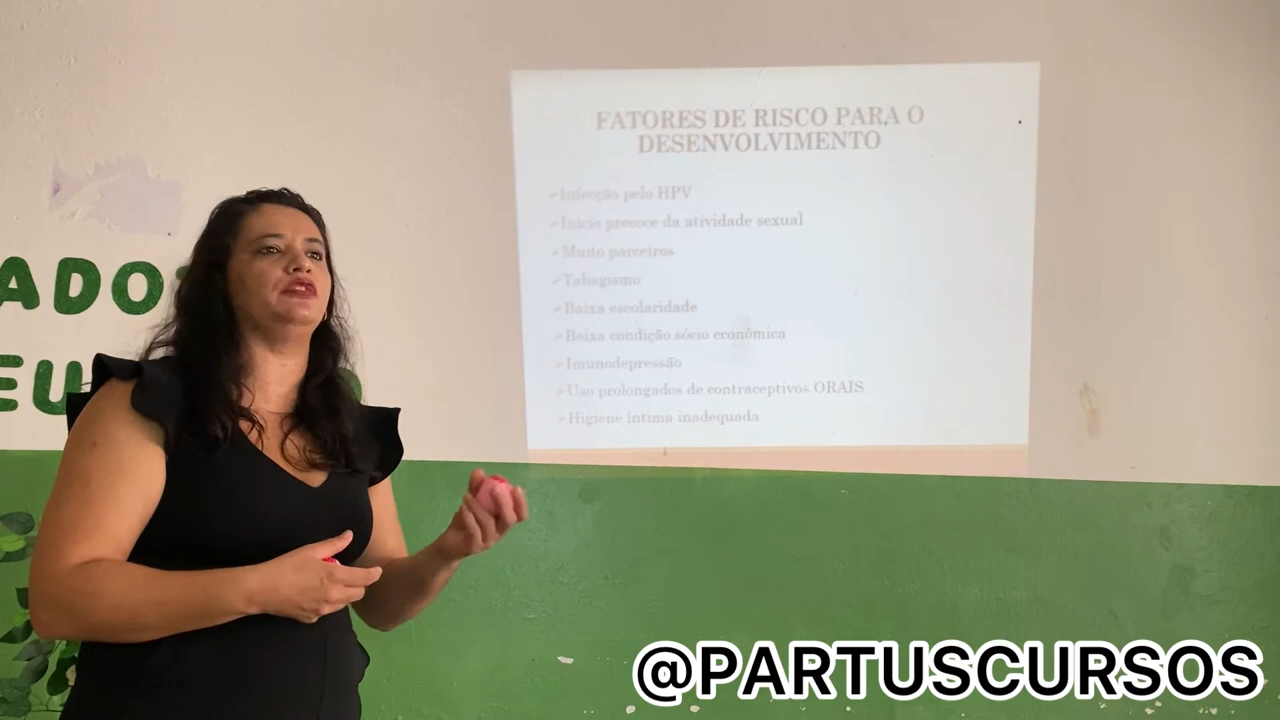 FATORES DE RISCO PARA O
DESENVOLVIMENTO
Infecção pelo HPV
Início precoce da atividade sexual
Muito parceiros
Tabagismo
Baixa escolaridade
Baixa condição sócio econômica
Imunodepressão
Uso prolongados de contraceptivos ORAIS
Higiene íntima inadequada
ADO
EU
@PARTUSCURSOS